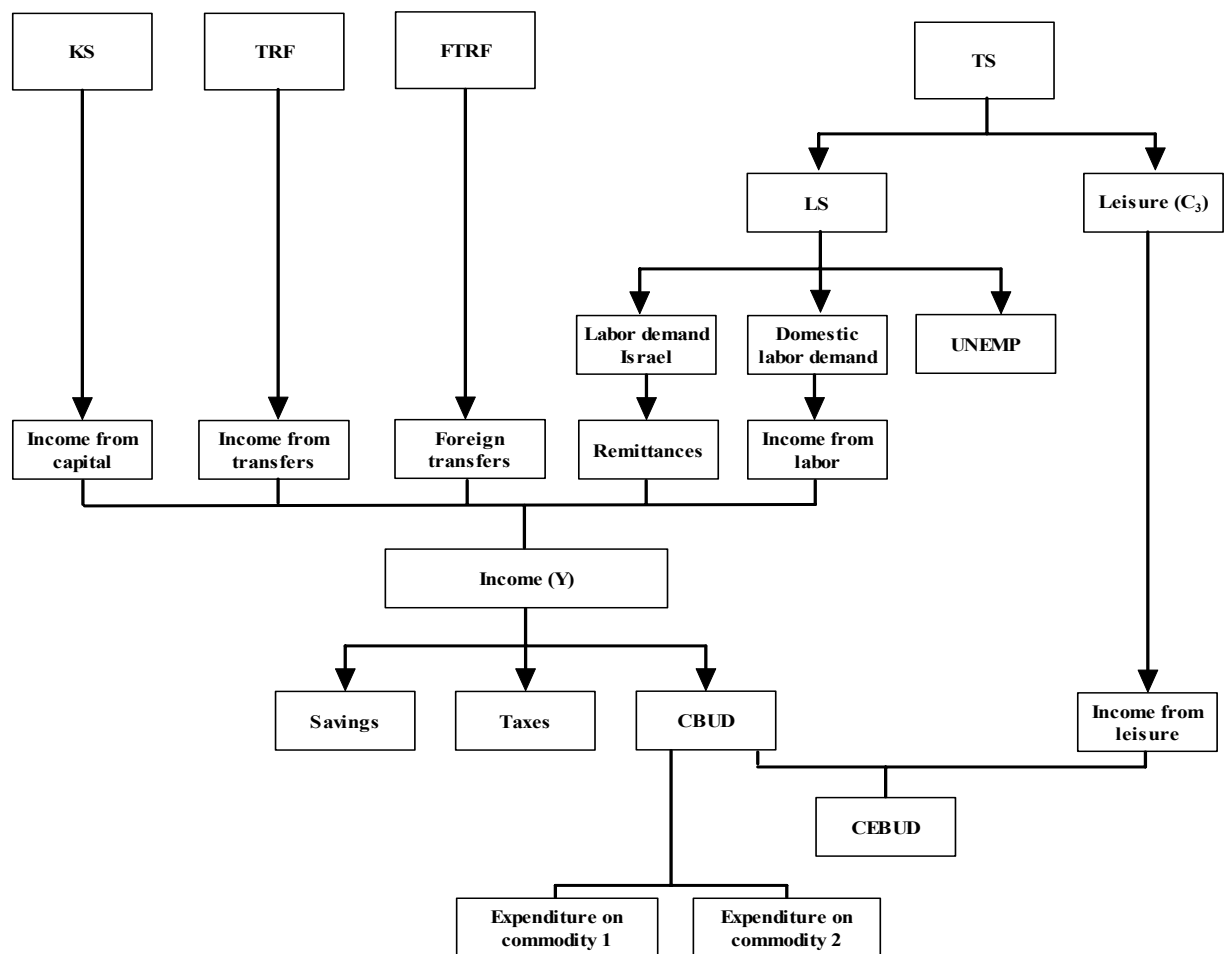 KS
TRF
FTRF
TS
LS
Leisure (C₃)
Labor demand
Israel
Domestic
labor demand
UNEMP
Income from
capital
Income from
transfers
Foreign
transfers
Remittances
Income from
labor
Income (Y)
Savings
Taxes
CBUD
Income from
leisure
CEBUD
Expenditure on
commodity 1
Expenditure on
commodity 2